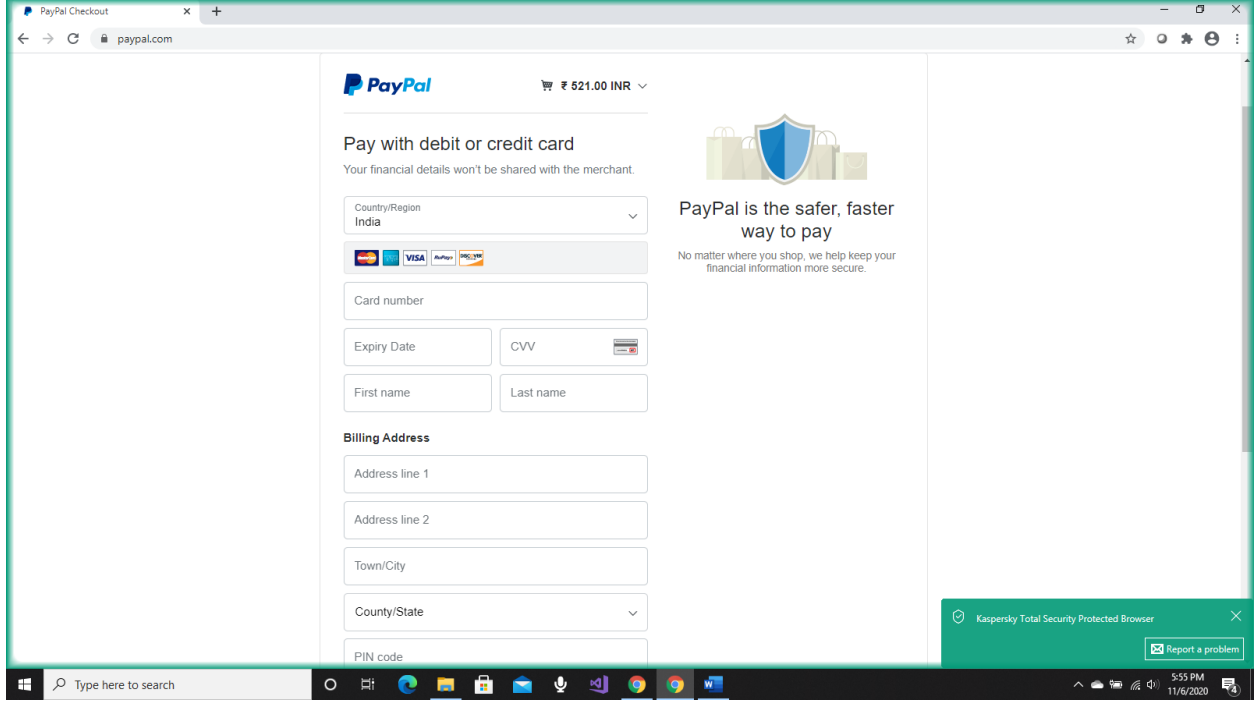 PayPal Checkout
paypal.com
PayPal
₹ 521.00 INR
Pay with debit or credit card
Your financial details won't be shared with the merchant.
Country/Region
India
VISA
RuPay
DISCOVER
Card number
Expiry Date
CVV
First name
Last name
Billing Address
Address line 1
Address line 2
Town/City
County/State
PIN code
PayPal is the safer, faster
way to pay
No matter where you shop, we help keep your
financial information more secure.
Kaspersky Total Security Protected Browser
Report a problem
Type here to search
5:55 PM
11/6/2020
4